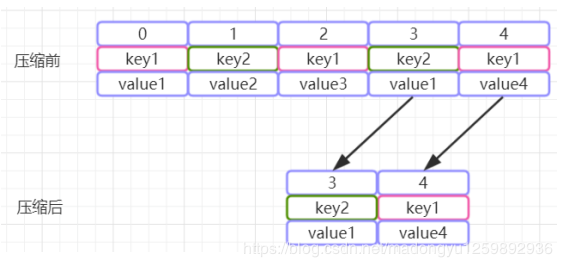 0 1 2 3 4
压缩前 key1 key2 key1 key2 key1
value1 value2 value3 value1 value4
3 4
压缩后 key2 key1
value1 value4
https://blog.csdn.net/madongyu1259892936